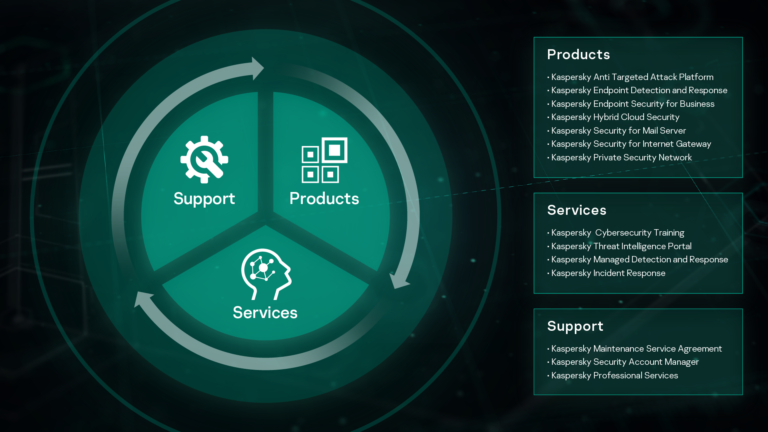 Support
Products
Services
Products
• Kaspersky Anti Targeted Attack Platform
• Kaspersky Endpoint Detection and Response
• Kaspersky Endpoint Security for Business
• Kaspersky Hybrid Cloud Security
• Kaspersky Security for Mail Server
• Kaspersky Security for Internet Gateway
• Kaspersky Private Security Network
Services
• Kaspersky Cybersecurity Training
• Kaspersky Threat Intelligence Portal
• Kaspersky Managed Detection and Response
• Kaspersky Incident Response
Support
• Kaspersky Maintenance Service Agreement
• Kaspersky Security Account Manager
• Kaspersky Professional Services